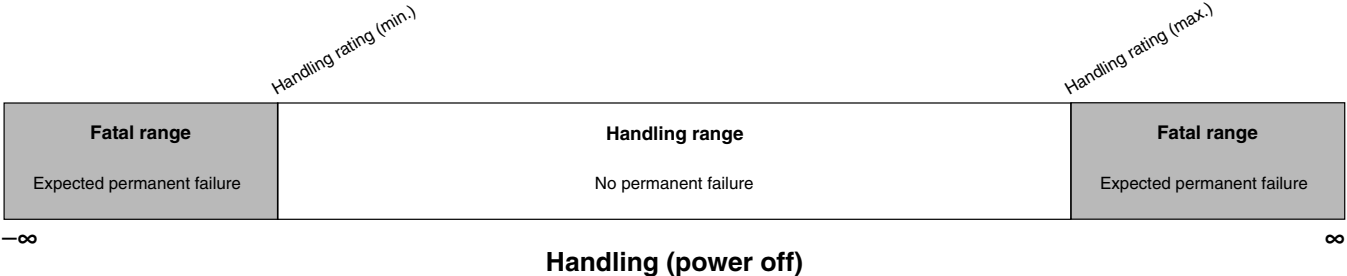 Handling rating (min.)
Handling rating (max.)
Fatal range
Expected permanent failure
Handling range
No permanent failure
Fatal range
Expected permanent failure
–∞
∞
Handling (power off)